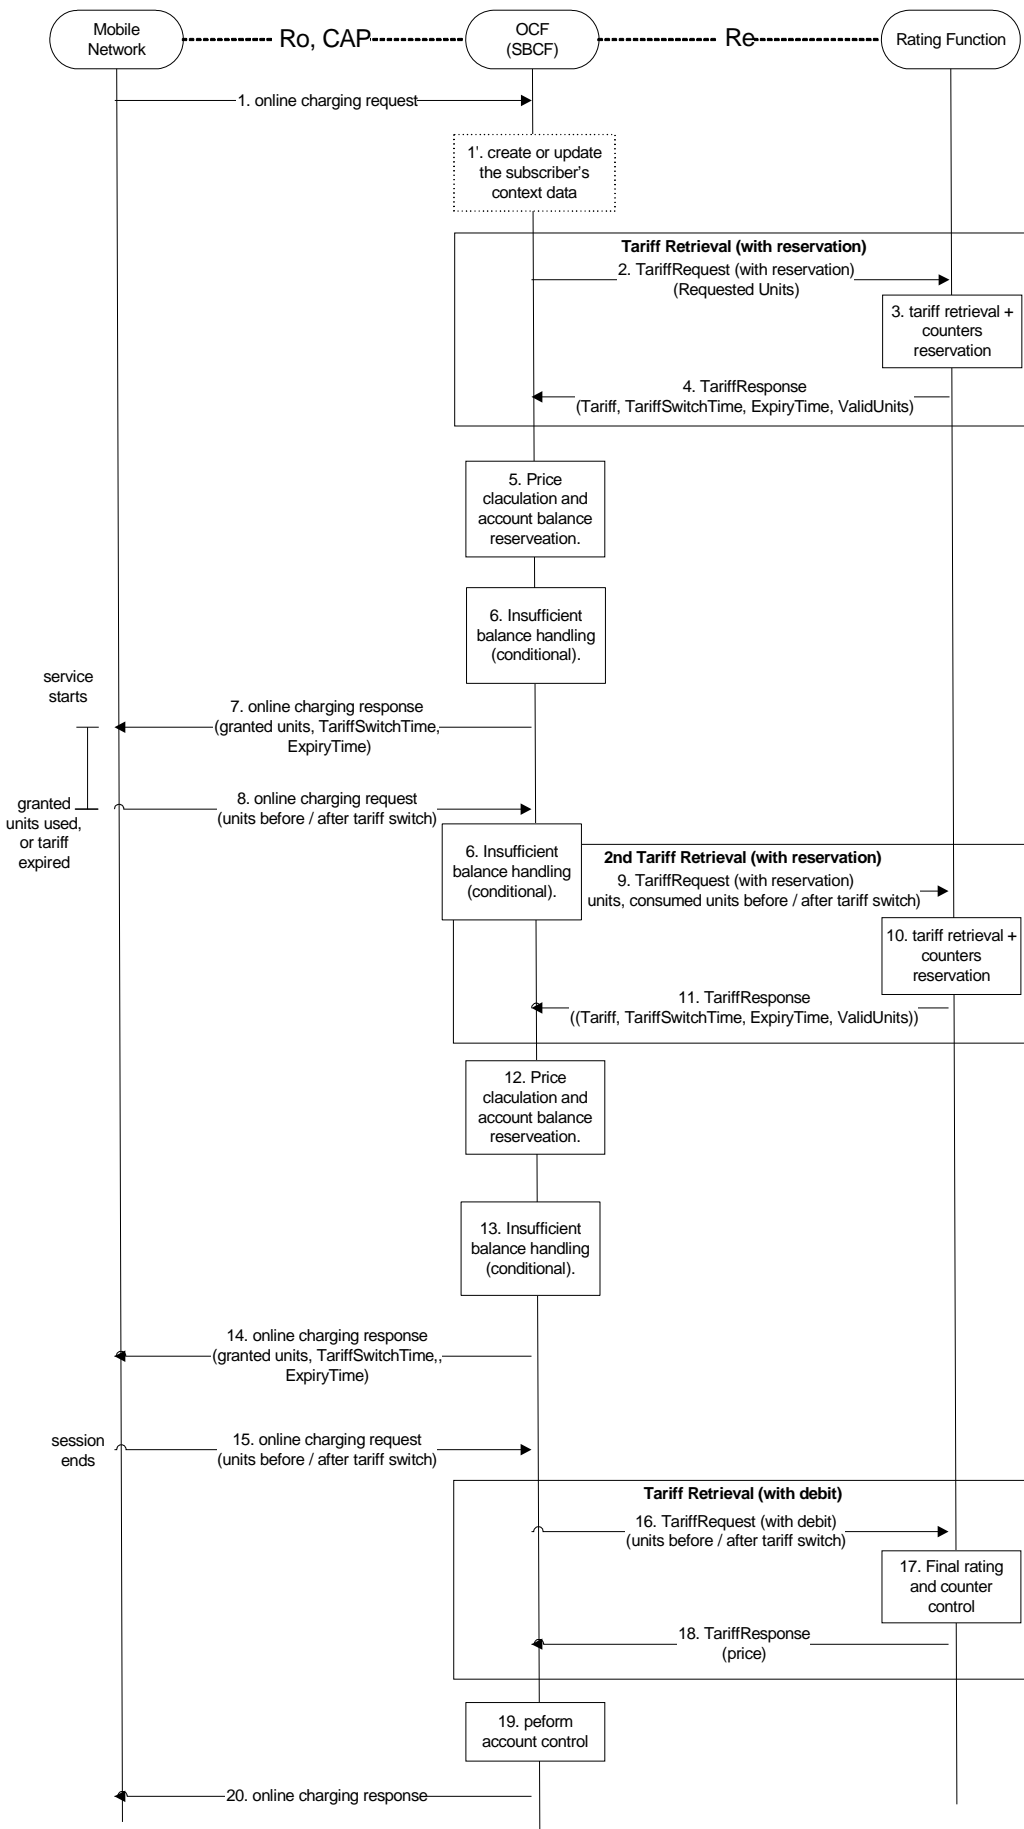 Mobile
Network
Ro, CAP
OCF
(SBCF)
Re
Rating Function
1. online charging request
1'. create or update
the subscriber's
context data
Tariff Retrieval (with reservation)
2. TariffRequest (with reservation)
(Requested Units)
3. tariff retrieval +
counters
reservation
4. TariffResponse
(Tariff, TariffSwitchTime, ExpiryTime, ValidUnits)
5. Price
claculation and
account balance
reserveation.
6. Insufficient
balance handling
(conditional).
service
starts
7. online charging response
(granted units, TariffSwitchTime,
ExpiryTime)
granted
units used,
or tariff
expired
8. online charging request
(units before / after tariff switch)
6. Insufficient
balance handling
(conditional).
2nd Tariff Retrieval (with reservation)
9. TariffRequest (with reservation)
units, consumed units before / after tariff switch)
10. tariff retrieval +
counters
reservation
11. TariffResponse
((Tariff, TariffSwitchTime, ExpiryTime, ValidUnits))
12. Price
claculation and
account balance
reserveation.
13. Insufficient
balance handling
(conditional).
14. online charging response
(granted units, TariffSwitchTime,,
ExpiryTime)
session
ends
15. online charging request
(units before / after tariff switch)
Tariff Retrieval (with debit)
16. TariffRequest (with debit)
(units before / after tariff switch)
17. Final rating
and counter
control
18. TariffResponse
(price)
19. peform
account control
20. online charging response